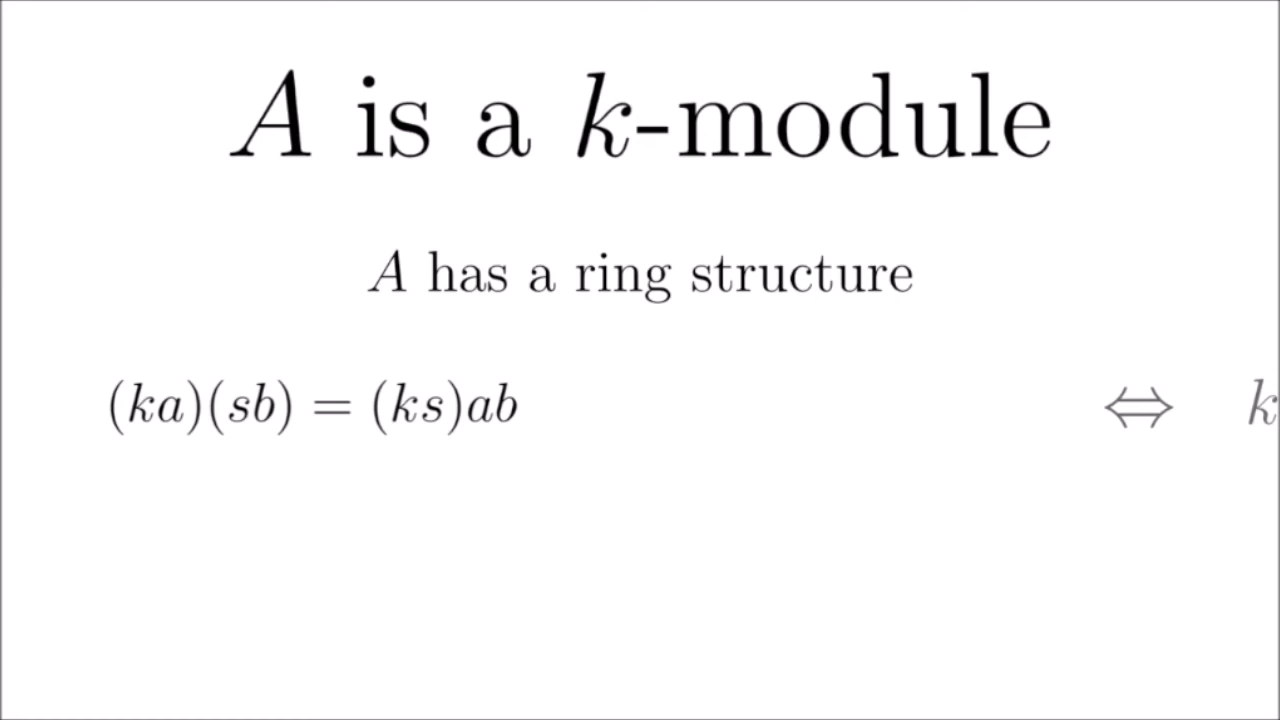 A is a k-module
A has a ring structure
(ka)(sb) = (ks)ab ⇔ k